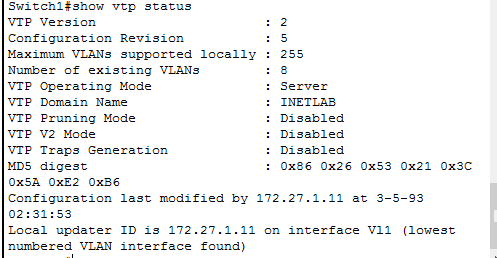 Switch1#show vtp status
VTP Version                     : 2
Configuration Revision          : 5
Maximum VLANs supported locally : 255
Number of existing VLANs        : 8
VTP Operating Mode              : Server
VTP Domain Name                 : INETLAB
VTP Pruning Mode                : Disabled
VTP V2 Mode                     : Disabled
VTP Traps Generation            : Disabled
MD5 digest                      : 0x86 0x26 0x53 0x21 0x3C
0x5A 0xE2 0xB6
Configuration last modified by 172.27.1.11 at 3-5-93
02:31:53
Local updater ID is 172.27.1.11 on interface Vl1 (lowest
numbered VLAN interface found)